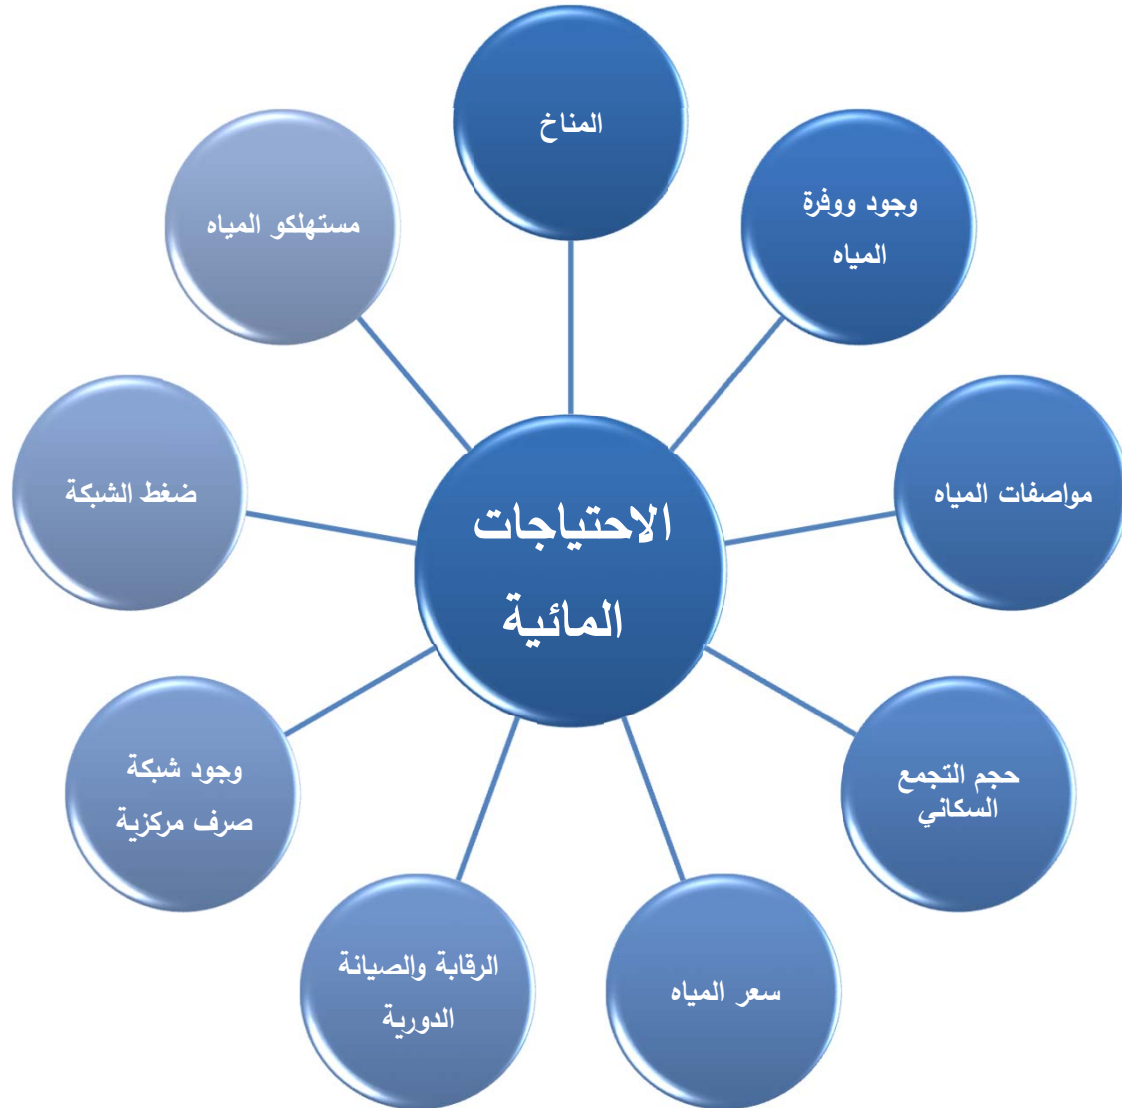 المناخ
وجود ووفرة
المياه
مواصفات المياه
حجم التجمع
السكاني
سعر المياه
الرقابة والصيانة
الدورية
وجود شبكة
صرف مركزية
ضغط الشبكة
مستهلكو المياه
الاحتياجات
المائية